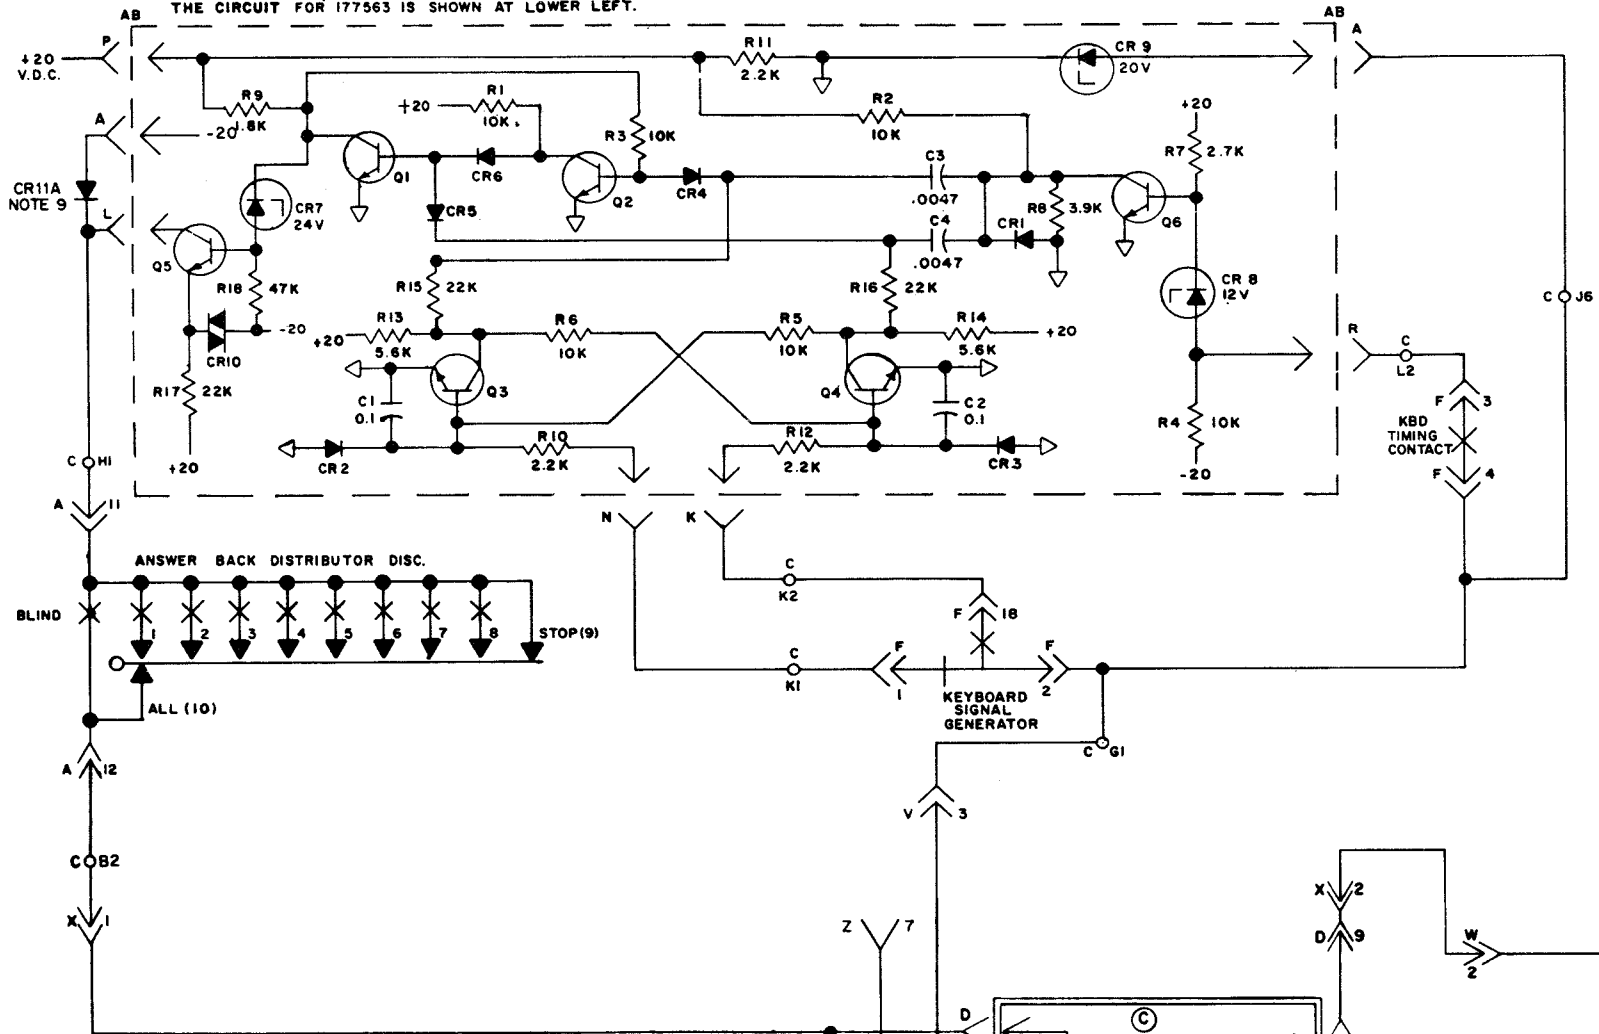 THE CIRCUIT FOR 177563 IS SHOWN AT LOWER LEFT.
AB
AB
P
+20
V.D.C.
R11
2.2K
CR 9
20V
A
R9
1.8K
+20
R1
10K
R2
10K
+20
A
-20
R3
10K
R7
2.7K
Q1
CR6
Q2
CR4
C3
.0047
CR11A
NOTE 9
CR7
24V
CR5
R8
3.9K
Q6
L
C4
.0047
CR1
Q5
R18
47K
R15
22K
R16
22K
CR 8
12V
C
J6
-20
+20
R13
5.6K
R6
10K
R5
10K
R14
5.6K
+20
R
C
L2
CR10
R17
22K
C1
0.1
Q3
Q4
C2
0.1
F
3
R4
10K
KBD
TIMING
CONTACT
+20
CR2
R10
2.2K
R12
2.2K
CR3
-20
F
4
C
H1
A
11
N
K
ANSWER BACK DISTRIBUTOR DISC.
C
K2
BLIND
1
2
3
4
5
6
7
8
STOP(9)
F
18
C
K1
F
1
F
2
KEYBOARD
SIGNAL
GENERATOR
ALL (10)
C
G1
A
12
V
3
C
B2
X
2
X
1
Z
7
D
9
W
2
D
C